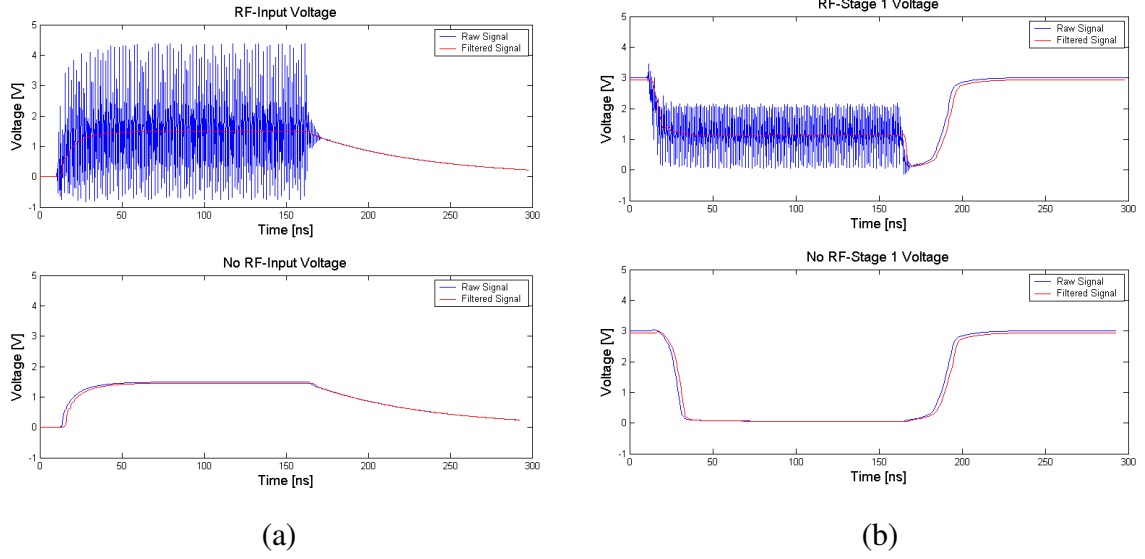 RF-Input Voltage
Voltage [V]
5
4
3
2
1
0
-1
Raw Signal
Filtered Signal
0 50 100 150 200 250 300
Time [ns]
No RF-Input Voltage
Voltage [V]
5
4
3
2
1
0
-1
Raw Signal
Filtered Signal
0 50 100 150 200 250 300
Time [ns]
(a)
RF-Stage 1 Voltage
Voltage [V]
5
4
3
2
1
0
-1
Raw Signal
Filtered Signal
0 50 100 150 200 250 300
Time [ns]
No RF-Stage 1 Voltage
Voltage [V]
5
4
3
2
1
0
-1
Raw Signal
Filtered Signal
0 50 100 150 200 250 300
Time [ns]
(b)